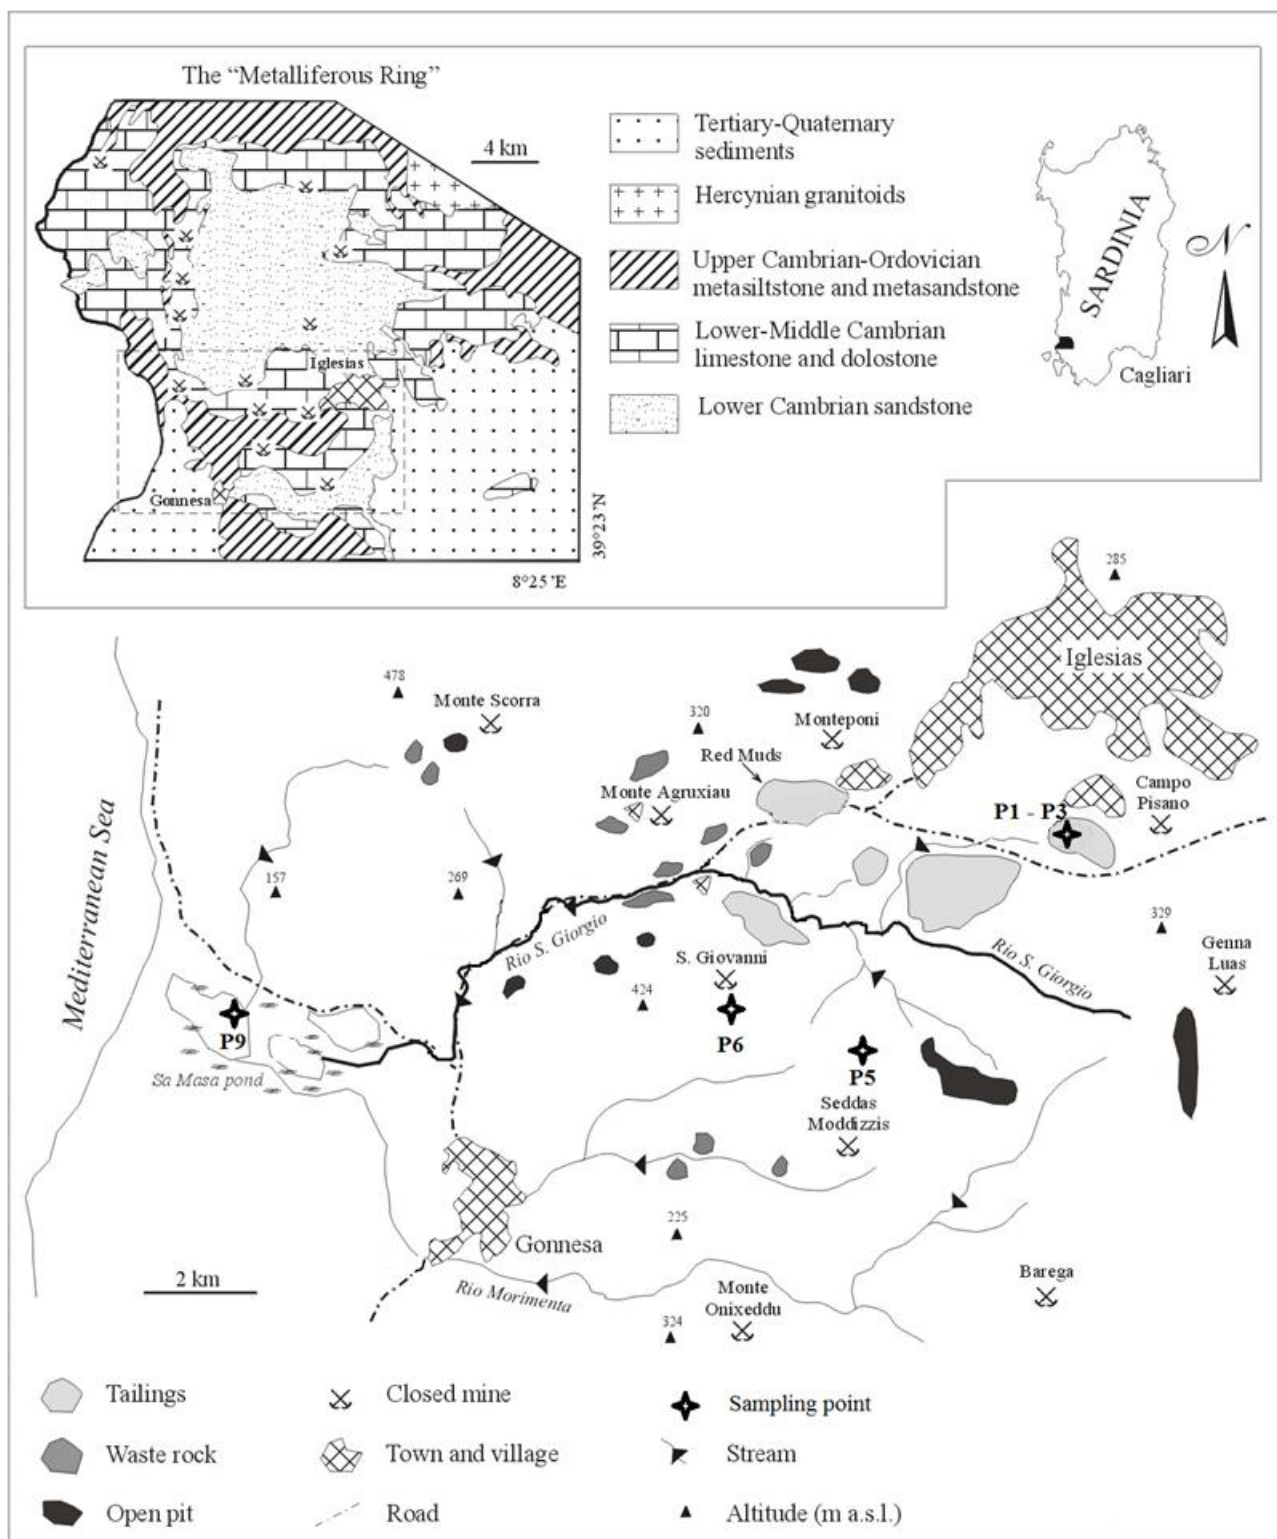 The “Metalliferous Ring”
4 km
Iglesias
Gonnesa
39°23'N
8°25'E
Tertiary-Quaternary
sediments
Hercynian granitoids
Upper Cambrian-Ordovician
metasiltstone and metasandstone
Lower-Middle Cambrian
limestone and dolostone
Lower Cambrian sandstone
SARDINIA
Cagliari
N
285
Iglesias
478
Monte Scorra
320
Monteponi
Red Muds
Monte Agruxiau
Campo
Pisano
P1 - P3
157
269
Mediterranean Sea
Rio S. Giorgio
S. Giovanni
424
Rio S. Giorgio
329
Genna
Luas
P9
P6
P5
Sa Masa pond
Seddas
Moddizzis
225
Gonnesa
2 km
Rio Morimenta
Monte
Onixeddu
324
Barega
Tailings
Closed mine
Sampling point
Waste rock
Town and village
Stream
Open pit
Road
Altitude (m a.s.l.)